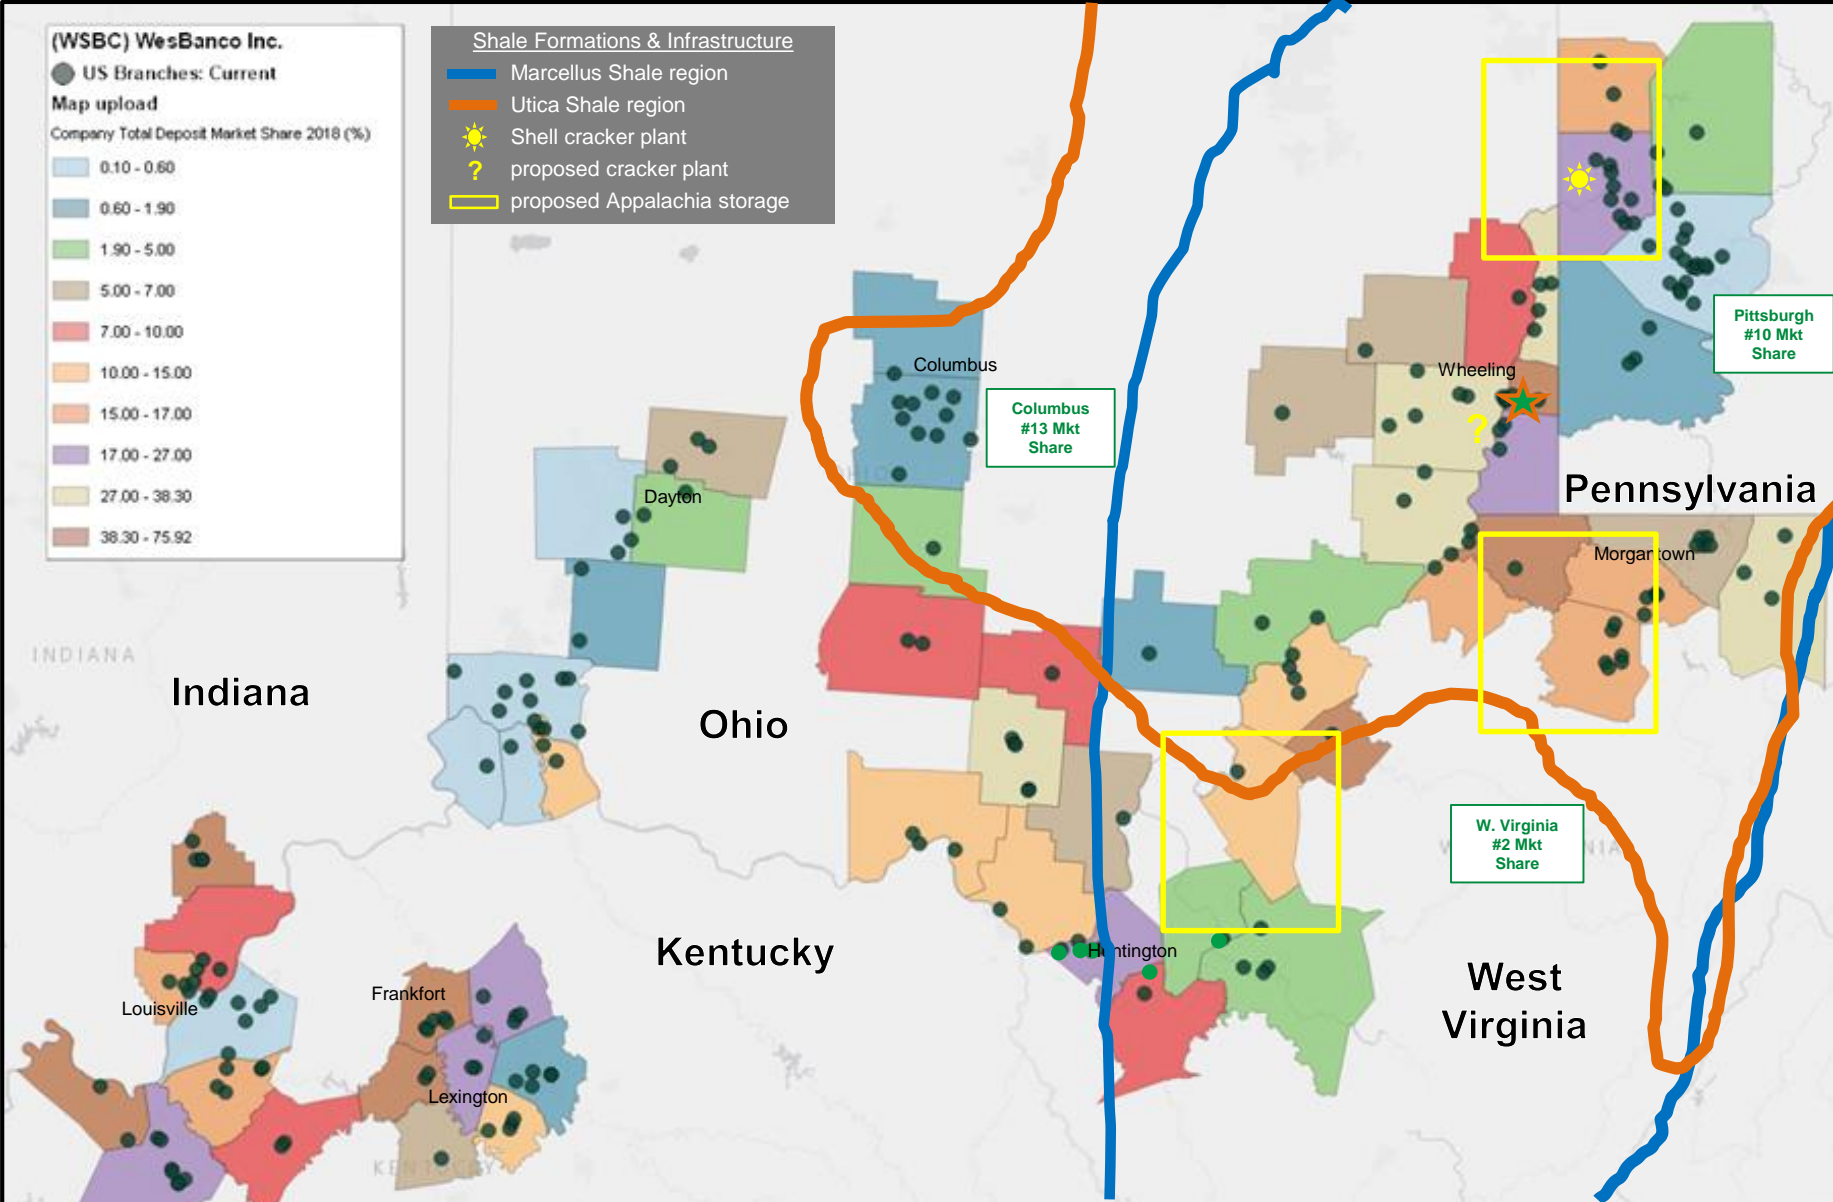 (WSBC) WesBanco Inc.
US Branches: Current
Map upload
Company Total Deposit Market Share 2018 (%)
0.10 - 0.60
0.60 - 1.90
1.90 - 5.00
5.00 - 7.00
7.00 - 10.00
10.00 - 15.00
15.00 - 17.00
17.00 - 27.00
27.00 - 38.30
38.30 - 75.92
Shale Formations & Infrastructure
Marcellus Shale region
Utica Shale region
Shell cracker plant
? proposed cracker plant
proposed Appalachia storage
Pittsburgh
#10 Mkt
Share
Columbus
Wheeling
Columbus
#13 Mkt
Share
?
Dayton
Pennsylvania
Morgantown
INDIANA
Indiana
Ohio
W. Virginia
#2 Mkt
Share
Kentucky
Huntington
West
Virginia
Frankfort
Louisville
Lexington
KENTUCKY